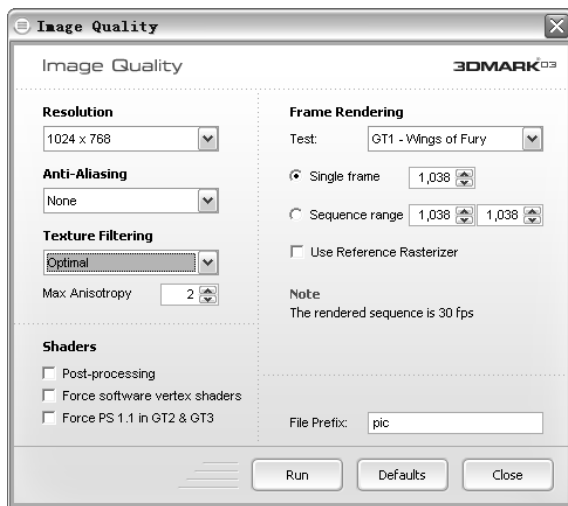 Image Quality
Image Quality
3DMARK®03
Resolution
1024 x 768
Anti-Aliasing
None
Texture Filtering
Optimal
Max Anisotropy 2
Shaders
Post-processing
Force software vertex shaders
Force PS 1.1 in GT2 & GT3
Frame Rendering
Test: GT1 - Wings of Fury
Single frame 1,038
Sequence range 1,038 1,038
Use Reference Rasterizer
Note
The rendered sequence is 30 fps
File Prefix: pic
Run Defaults Close